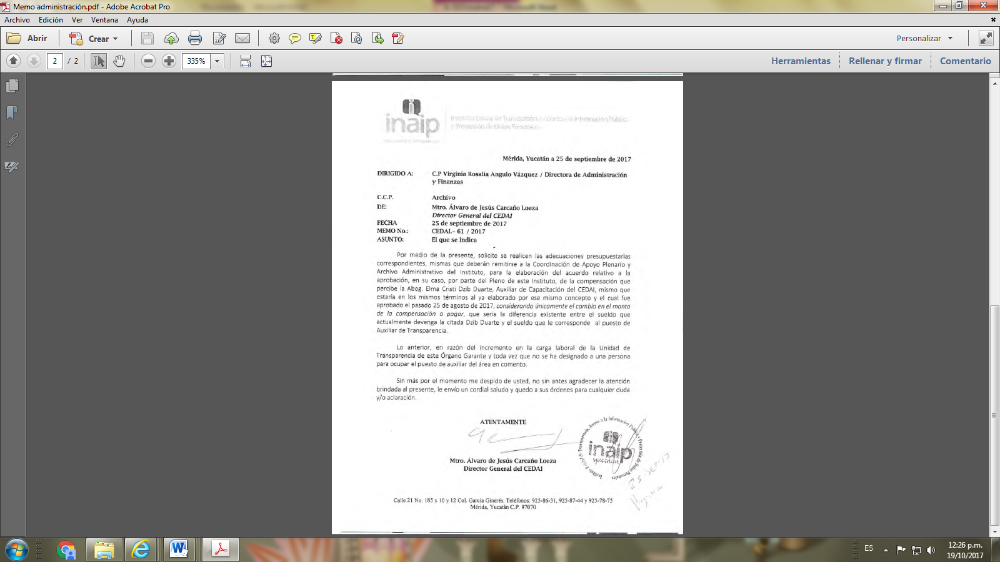 Memo administración.pdf - Adobe Acrobat Pro
Archivo Edición Ver Ventana Ayuda
Abrir Crear Personalizar
2 / 2 335% Herramientas Rellenar y firmar Comentario
inaip
Instituto Estatal de Transparencia, Acceso a la Información Pública
y Protección de Datos Personales
Mérida, Yucatán a 25 de septiembre de 2017
DIRIGIDO A: C.P Virginia Rosalía Angulo Vázquez / Directora de Administración
y Finanzas
C.C.P. Archivo
DE: Mtro. Álvaro de Jesús Carcaño Loeza
Director General del CEDAI
FECHA 25 de septiembre de 2017
MEMO No.: CEDAI.- 61 / 2017
ASUNTO: El que se indica
Por medio de la presente, solicito se realicen las adecuaciones presupuestarias
correspondientes, mismas que deberán remitirse a la Coordinación de Apoyo Plenario y
Archivo Administrativo del Instituto, para la elaboración del acuerdo relativo a la
aprobación, en su caso, por parte del Pleno de este Instituto, de la compensación que
percibe la Abog. Elma Cristi Dzib Duarte, Auxiliar de Capacitación del CEDAI, mismo que
estaría en los mismos términos al ya elaborado por ese mismo concepto y el cual fue
aprobado el pasado 25 de agosto de 2017, considerando únicamente el cambio en el monto
de la compensación a pagar, que sería la diferencia existente entre el sueldo que
actualmente devenga la citada Dzib Duarte y el sueldo que le corresponde al puesto de
Auxiliar de Transparencia.
Lo anterior, en razón del incremento en la carga laboral de la Unidad de
Transparencia de este Órgano Garante y toda vez que no se ha designado a una persona
para ocupar el puesto de auxiliar del área en comento.
Sin más por el momento me despido de usted, no sin antes agradecer la atención
brindada al presente, le envío un cordial saludo y quedo a sus órdenes para cualquier duda
y/o aclaración.
ATENTAMENTE
Mtro. Álvaro de Jesús Carcaño Loeza
Director General del CEDAI
Instituto Estatal de Transparencia, Acceso a la Información Pública y Protección de Datos Personales
inaip
yucatán
Calle 21 No. 185 x 10 y 12 Col. García Ginerés. Teléfonos: 925-86-31, 925-87-44 y 925-78-75
Mérida, Yucatán C.P. 97070
ES 12:26 p.m.
19/10/2017